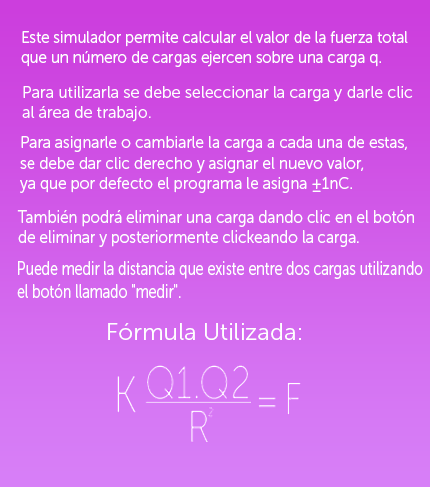 Este simulador permite calcular el valor de la fuerza total
que un número de cargas ejercen sobre una carga q.
Para utilizarla se debe seleccionar la carga y darle clic
al área de trabajo.
Para asignarle o cambiarle la carga a cada una de estas,
se debe dar clic derecho y asignar el nuevo valor,
ya que por defecto el programa le asigna ±1nC.
También podrá eliminar una carga dando clic en el botón
de eliminar y posteriormente clickeando la carga.
Puede medir la distancia que existe entre dos cargas utilizando
el botón llamado "medir".
Fórmula Utilizada:
K Q1.Q2 / R² = F